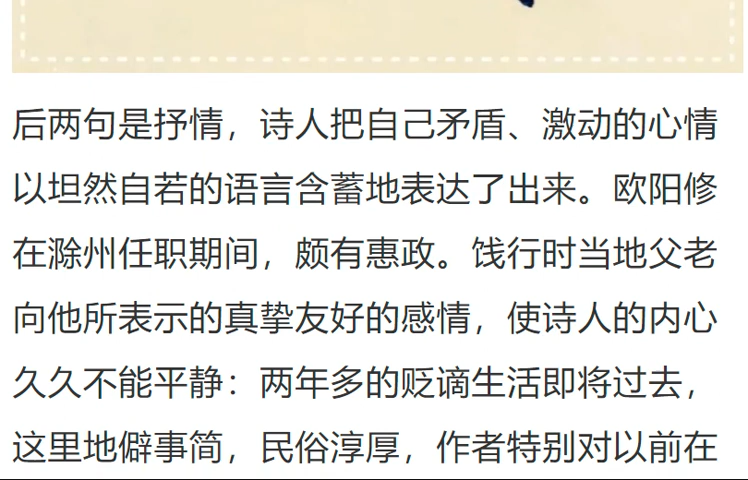 后两句是抒情，诗人把自己矛盾、激动的心情
以坦然自若的语言含蓄地表达了出来。欧阳修
在滁州任职期间，颇有惠政。饯行时当地父老
向他所表示的真挚友好的感情，使诗人的内心
久久不能平静：两年多的贬谪生活即将过去，
这里地僻事简，民俗淳厚，作者特别对以前在